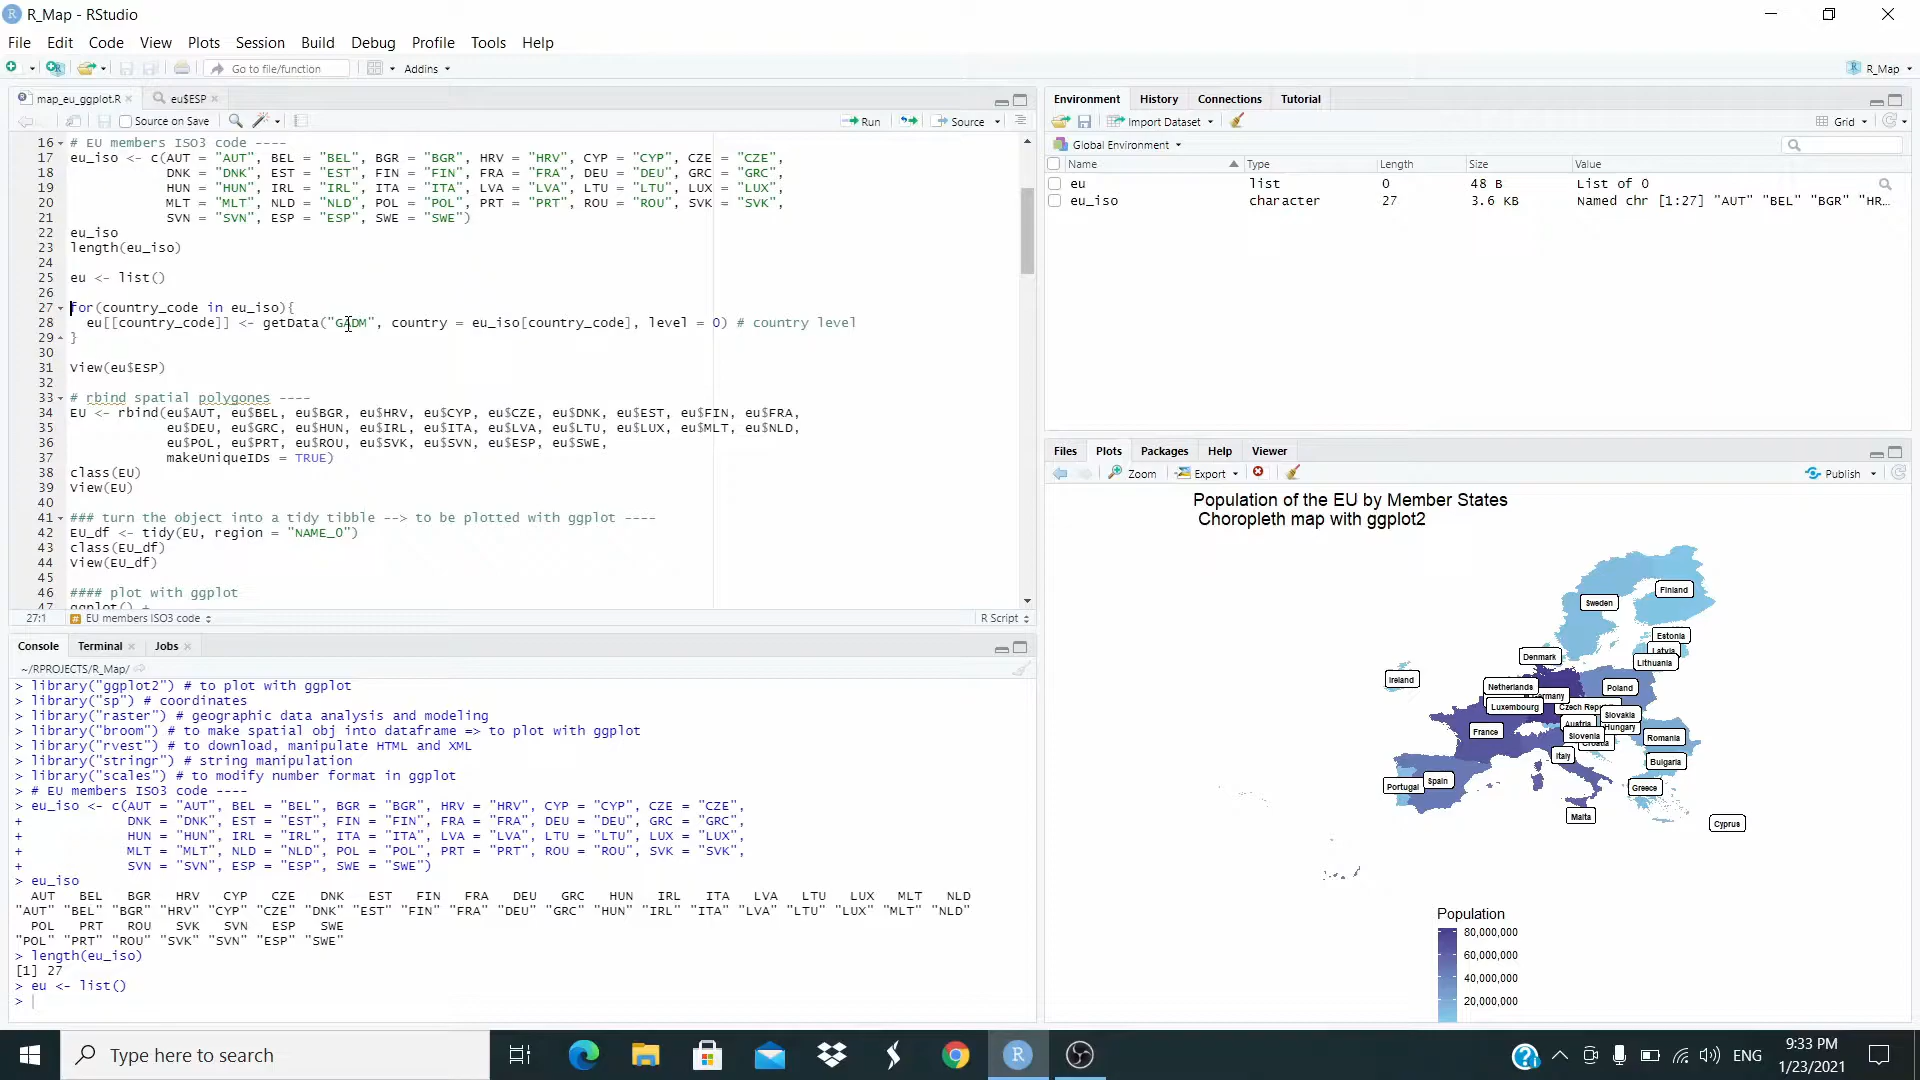 R_Map - RStudio
File Edit Code View Plots Session Build Debug Profile Tools Help
Go to file/function Addins R_Map
map_eu_ggplot.R eu$ESP
Source on Save Run Source
16 # EU members ISO3 code ----
17 eu_iso <- c(AUT = "AUT", BEL = "BEL", BGR = "BGR", HRV = "HRV", CYP = "CYP", CZE = "CZE",
18 DNK = "DNK", EST = "EST", FIN = "FIN", FRA = "FRA", DEU = "DEU", GRC = "GRC",
19 HUN = "HUN", IRL = "IRL", ITA = "ITA", LVA = "LVA", LTU = "LTU", LUX = "LUX",
20 MLT = "MLT", NLD = "NLD", POL = "POL", PRT = "PRT", ROU = "ROU", SVK = "SVK",
21 SVN = "SVN", ESP = "ESP", SWE = "SWE")
22 eu_iso
23 length(eu_iso)
24
25 eu <- list()
26
27 for(country_code in eu_iso){
28 eu[[country_code]] <- getData("GADM", country = eu_iso[country_code], level = 0) # country level
29 }
30
31 View(eu$ESP)
32
33 # rbind spatial polygones ----
34 EU <- rbind(eu$AUT, eu$BEL, eu$BGR, eu$HRV, eu$CYP, eu$CZE, eu$DNK, eu$EST, eu$FIN, eu$FRA,
35 eu$DEU, eu$GRC, eu$HUN, eu$IRL, eu$ITA, eu$LVA, eu$LTU, eu$LUX, eu$MLT, eu$NLD,
36 eu$POL, eu$PRT, eu$ROU, eu$SVK, eu$SVN, eu$ESP, eu$SWE,
37 makeUniqueIDs = TRUE)
38 class(EU)
39 View(EU)
40
41 ### turn the object into a tidy tibble --> to be plotted with ggplot ----
42 EU_df <- tidy(EU, region = "NAME_0")
43 class(EU_df)
44 View(EU_df)
45
46 #### plot with ggplot
47 ggplot() +
27:1 EU members ISO3 code R Script
Console Terminal Jobs
~/RPROJECTS/R_Map/
> library("ggplot2") # to plot with ggplot
> library("sp") # coordinates
> library("raster") # geographic data analysis and modeling
> library("broom") # to make spatial obj into dataframe => to plot with ggplot
> library("rvest") # to download, manipulate HTML and XML
> library("stringr") # string manipulation
> library("scales") # to modify number format in ggplot
> # EU members ISO3 code ----
> eu_iso <- c(AUT = "AUT", BEL = "BEL", BGR = "BGR", HRV = "HRV", CYP = "CYP", CZE = "CZE",
+ DNK = "DNK", EST = "EST", FIN = "FIN", FRA = "FRA", DEU = "DEU", GRC = "GRC",
+ HUN = "HUN", IRL = "IRL", ITA = "ITA", LVA = "LVA", LTU = "LTU", LUX = "LUX",
+ MLT = "MLT", NLD = "NLD", POL = "POL", PRT = "PRT", ROU = "ROU", SVK = "SVK",
+ SVN = "SVN", ESP = "ESP", SWE = "SWE")
> eu_iso
AUT BEL BGR HRV CYP CZE DNK EST FIN FRA DEU GRC HUN IRL ITA LVA LTU LUX MLT NLD
"AUT" "BEL" "BGR" "HRV" "CYP" "CZE" "DNK" "EST" "FIN" "FRA" "DEU" "GRC" "HUN" "IRL" "ITA" "LVA" "LTU" "LUX" "MLT" "NLD"
POL PRT ROU SVK SVN ESP SWE
"POL" "PRT" "ROU" "SVK" "SVN" "ESP" "SWE"
> length(eu_iso)
[1] 27
> eu <- list()
>
Environment History Connections Tutorial
Import Dataset Grid
Global Environment
Name Type Length Size Value
eu list 0 48 B List of 0
eu_iso character 27 3.6 KB Named chr [1:27] "AUT" "BEL" "BGR" "HR…
Files Plots Packages Help Viewer
Zoom Export Publish
Population of the EU by Member States
Choropleth map with ggplot2
Finland
Sweden
Estonia
Latvia
Denmark
Lithuania
Ireland
Netherlands
Poland
Germany
Luxembourg
Czech Repu
Slovakia
Austria
Hungary
France
Slovenia
Romania
Croatia
Italy
Bulgaria
Spain
Portugal
Greece
Malta
Cyprus
Population
80,000,000
60,000,000
40,000,000
20,000,000
Type here to search
ENG
9:33 PM
1/23/2021